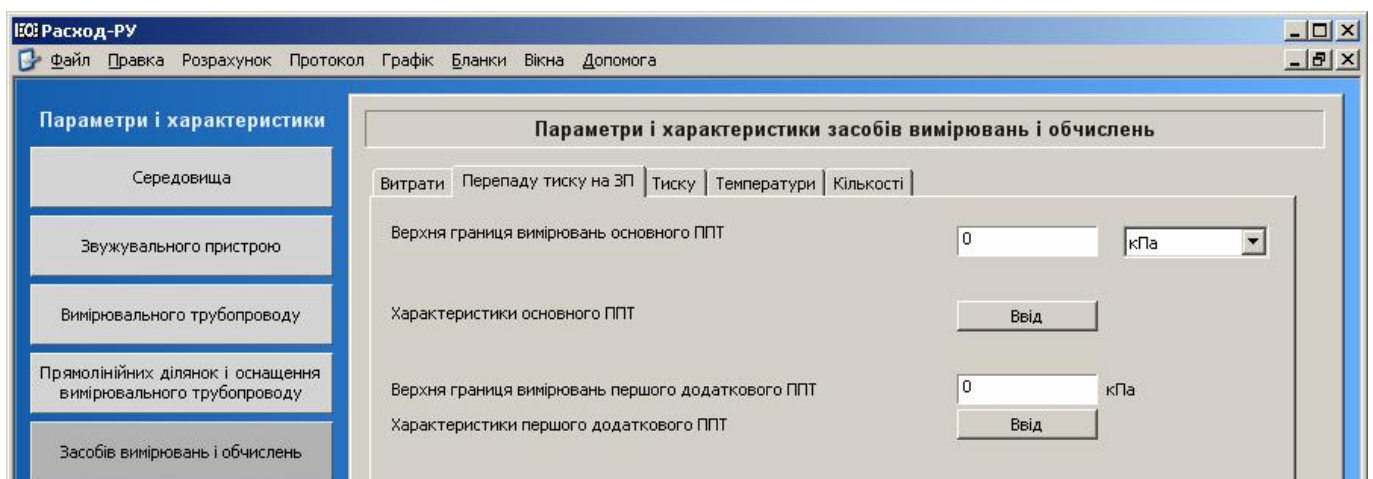 Расход-РУ
Файл Правка Розрахунок Протокол Графік Бланки Вікна Допомога
Параметри і характеристики
Середовища
Звужувального пристрою
Вимірювального трубопроводу
Прямолінійних ділянок і оснащення
вимірювального трубопроводу
Засобів вимірювань і обчислень
Параметри і характеристики засобів вимірювань і обчислень
Витрати Перепаду тиску на ЗП Тиску Температури Кількості
Верхня границя вимірювань основного ППТ 0 кПа
Характеристики основного ППТ Ввід
Верхня границя вимірювань першого додаткового ППТ 0 кПа
Характеристики першого додаткового ППТ Ввід